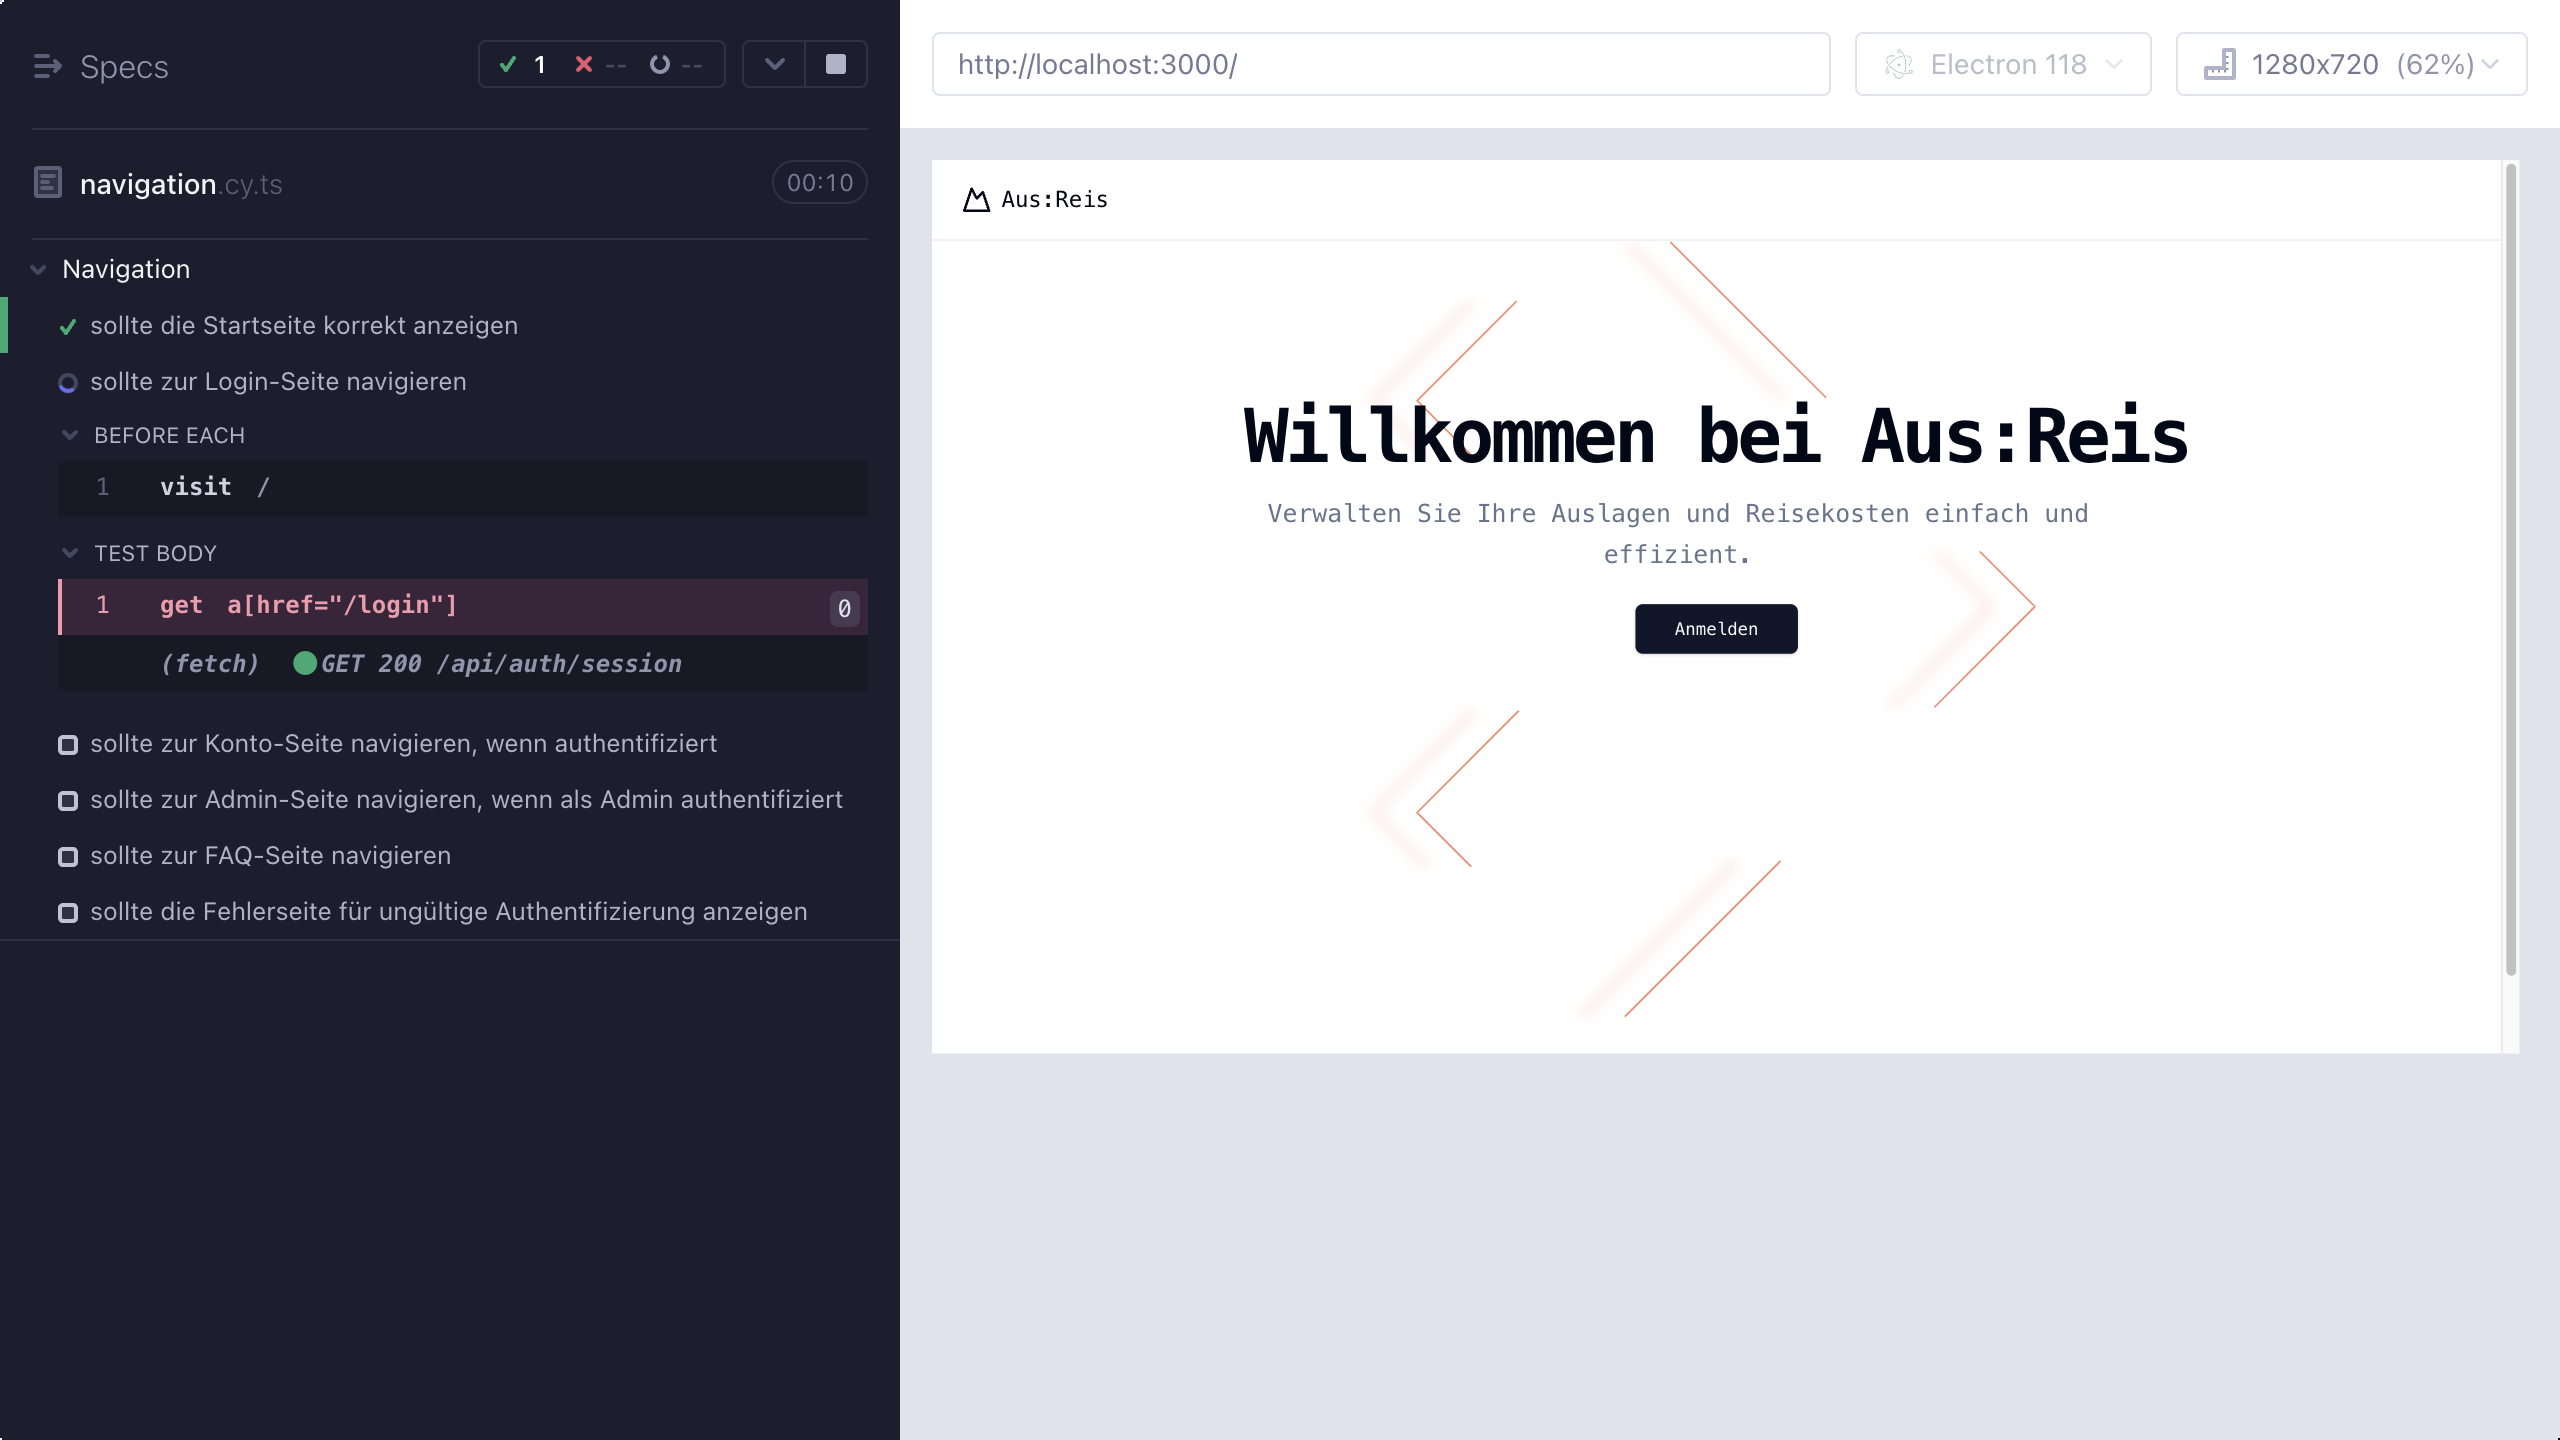 Specs
1 -- --
navigation.cy.ts
00:10
Navigation
sollte die Startseite korrekt anzeigen
sollte zur Login-Seite navigieren
BEFORE EACH
1 visit /
TEST BODY
1 get a[href="/login"] 0
(fetch) GET 200 /api/auth/session
sollte zur Konto-Seite navigieren, wenn authentifiziert
sollte zur Admin-Seite navigieren, wenn als Admin authentifiziert
sollte zur FAQ-Seite navigieren
sollte die Fehlerseite für ungültige Authentifizierung anzeigen
http://localhost:3000/
Electron 118
1280x720 (62%)
Aus:Reis
Willkommen bei Aus:Reis
Verwalten Sie Ihre Auslagen und Reisekosten einfach und
effizient.
Anmelden